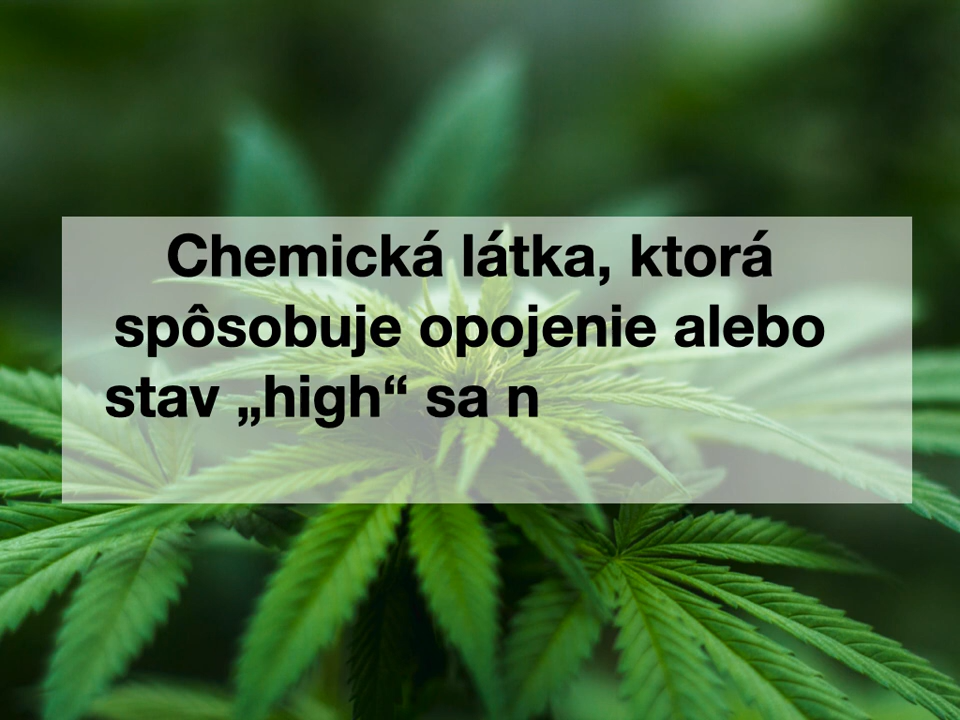 Chemická látka, ktorá
spôsobuje opojenie alebo
stav „high“ sa n